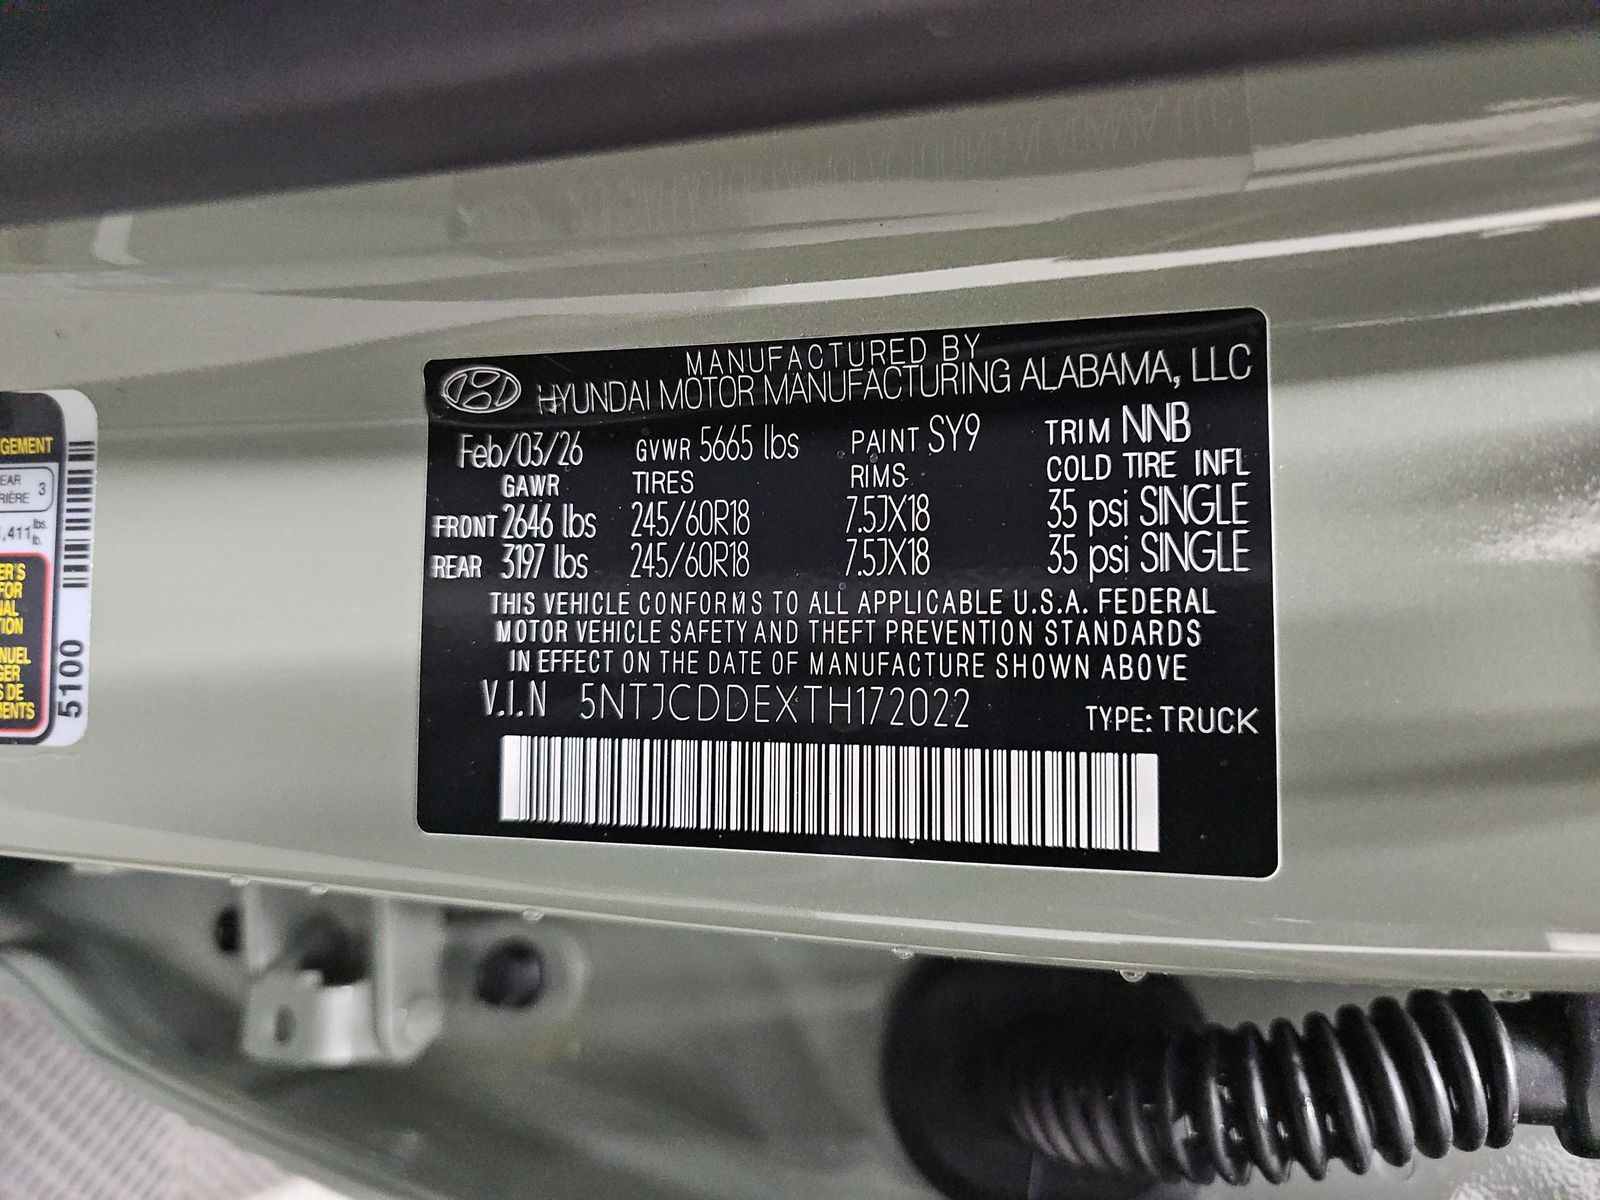 MANUFACTURED BY
HYUNDAI MOTOR MANUFACTURING ALABAMA, LLC
Feb/03/26 GVWR 5665 lbs PAINT SY9 TRIM NNB
GAWR TIRES RIMS COLD TIRE INFL
FRONT 2646 lbs 245/60R18 7.5JX18 35 psi SINGLE
REAR 3197 lbs 245/60R18 7.5JX18 35 psi SINGLE
THIS VEHICLE CONFORMS TO ALL APPLICABLE U.S.A. FEDERAL
MOTOR VEHICLE SAFETY AND THEFT PREVENTION STANDARDS
IN EFFECT ON THE DATE OF MANUFACTURE SHOWN ABOVE
V.I.N 5NTJCDDEXTH172022 TYPE: TRUCK
3
5100